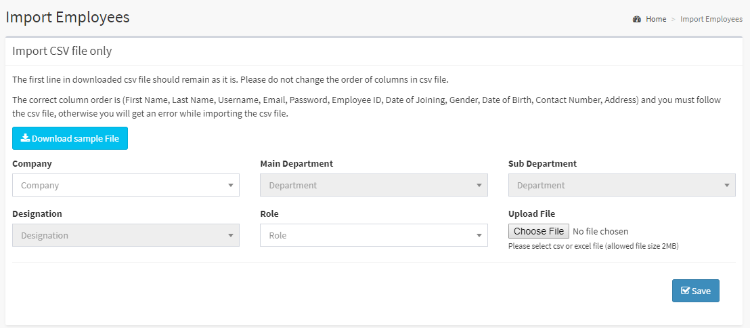 Import Employees
Home > Import Employees
Import CSV file only
The first line in downloaded csv file should remain as it is. Please do not change the order of columns in csv file.
The correct column order is (First Name, Last Name, Username, Email, Password, Employee ID, Date of Joining, Gender, Date of Birth, Contact Number, Address) and you must follow
the csv file, otherwise you will get an error while importing the csv file.
Download sample File
Company Main Department Sub Department
Company Department Department
Designation Role Upload File
Designation Role Choose File No file chosen
Please select csv or excel file (allowed file size 2MB)
Save